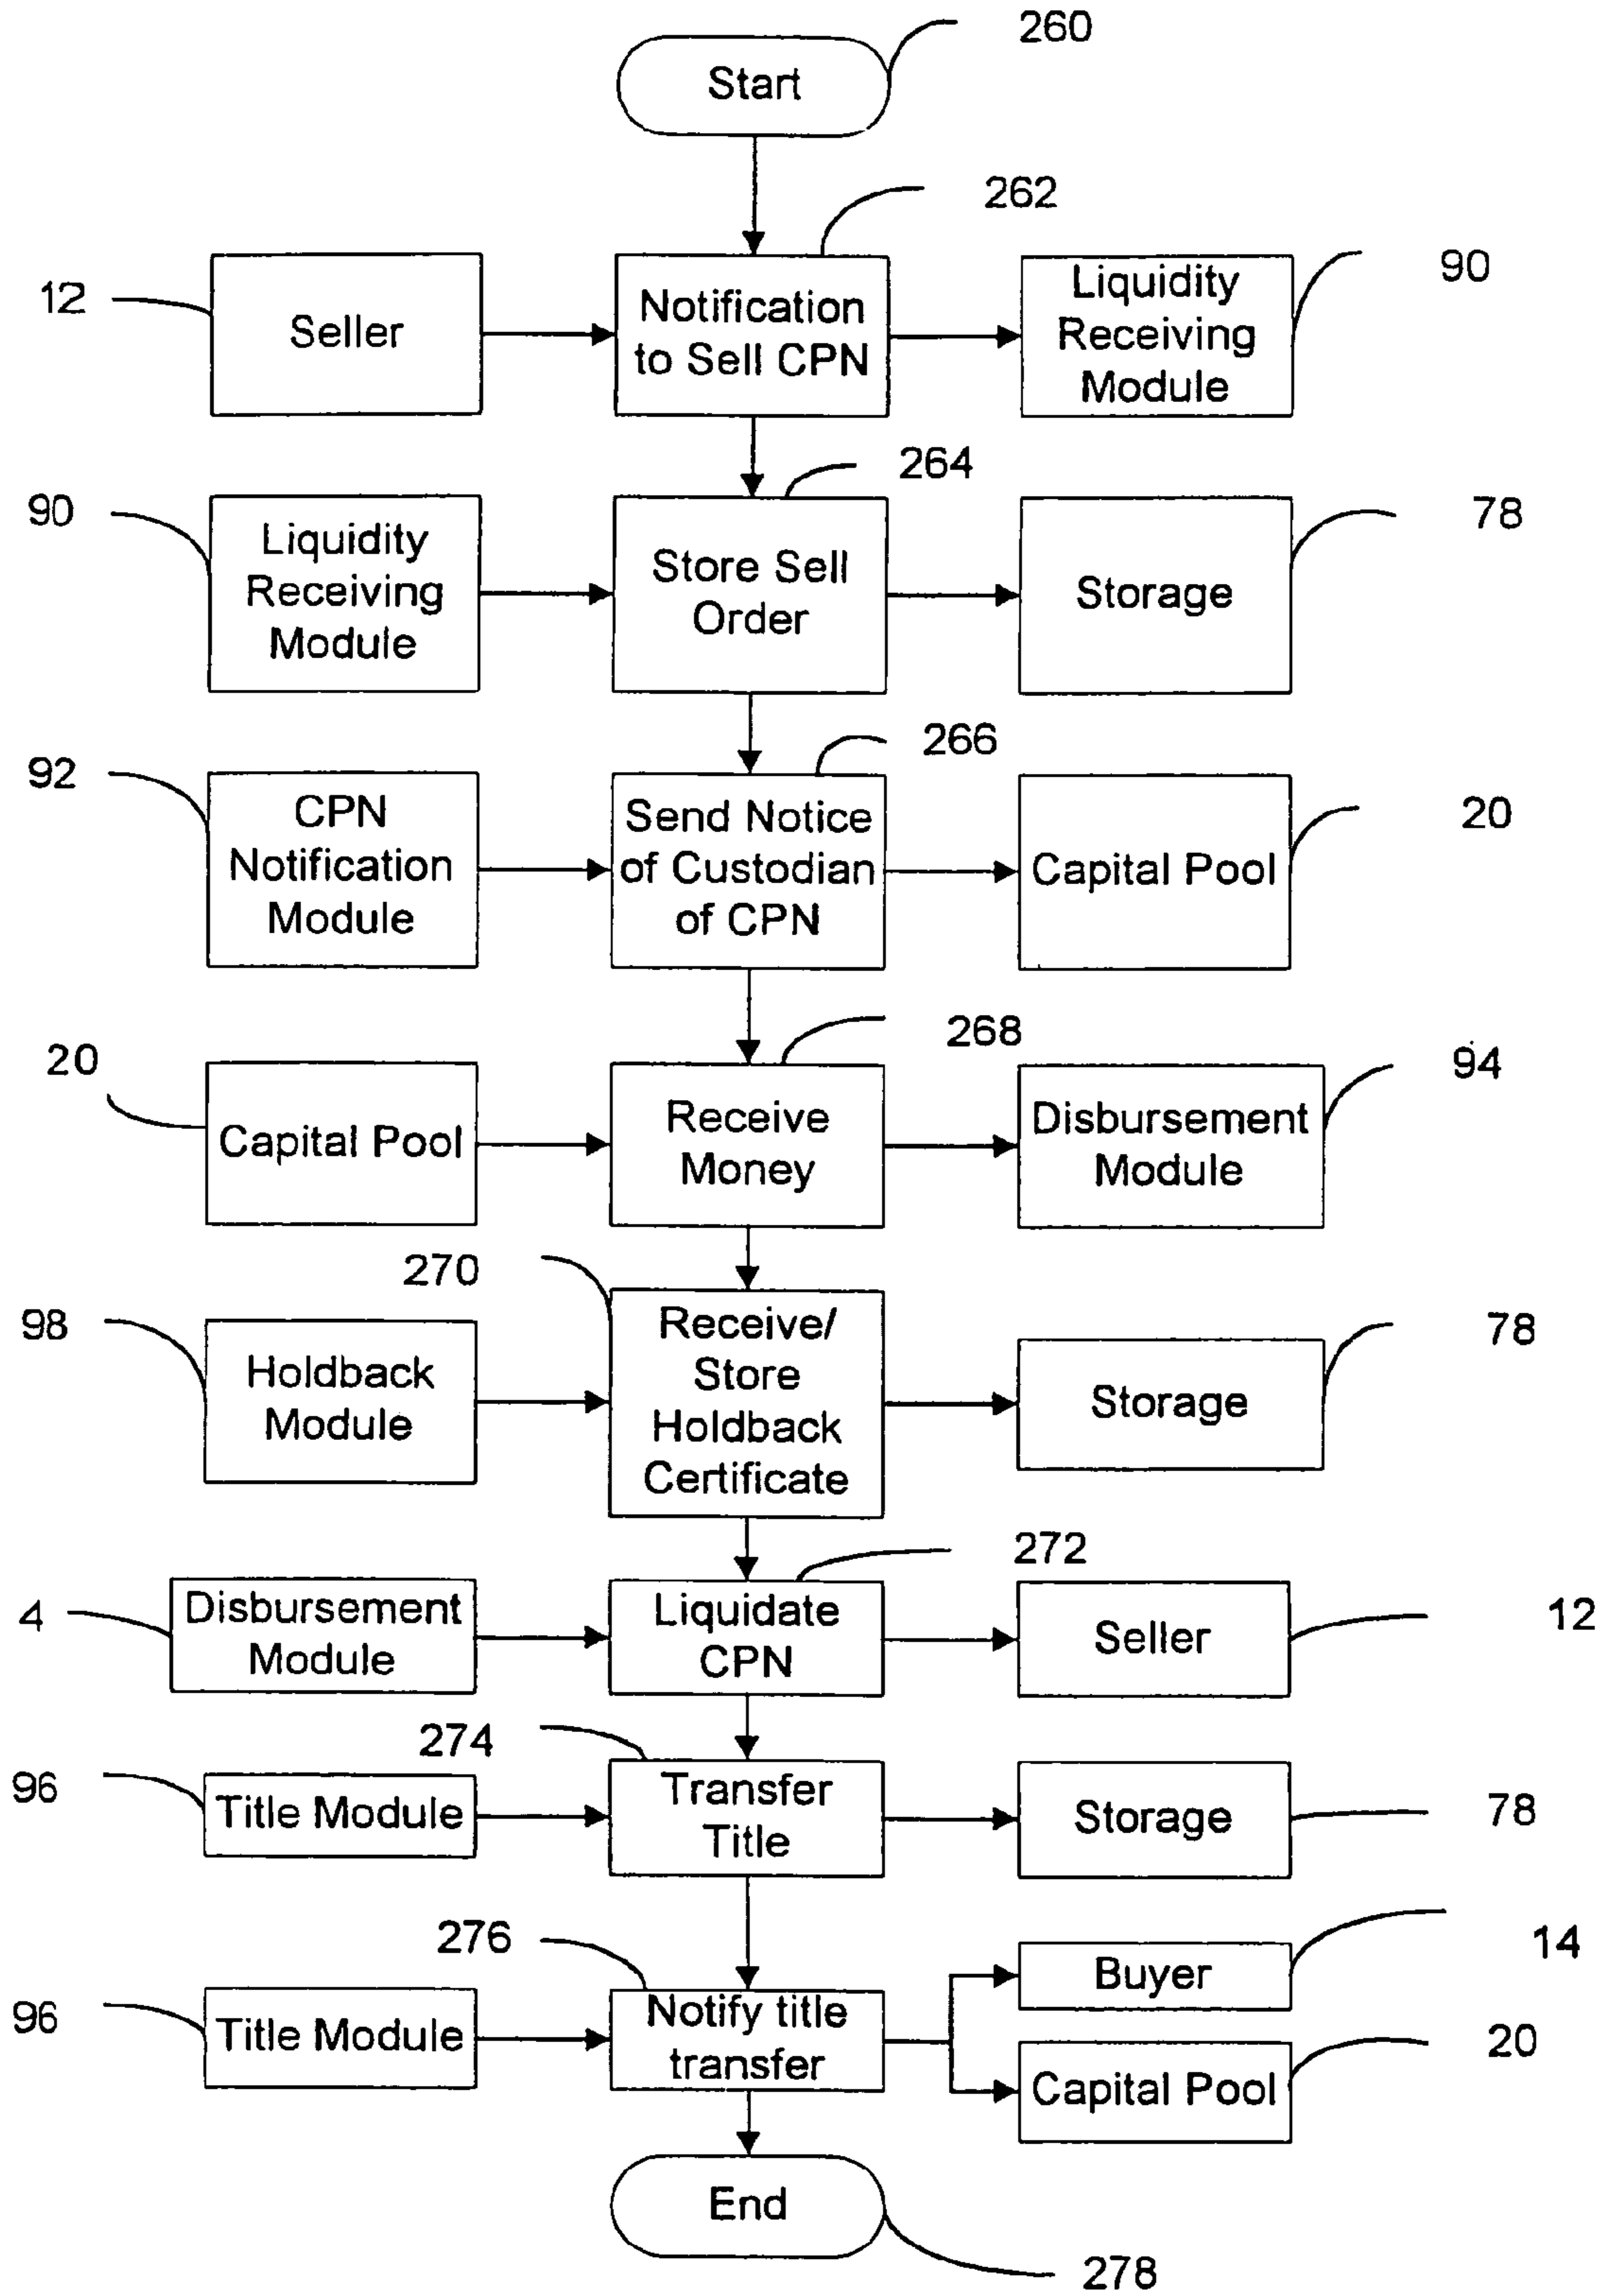 260
Start
262
12
Seller
Notification
to Sell CPN
Liquidity
Receiving
Module
90
264
90
Liquidity
Receiving
Module
Store Sell
Order
Storage
78
266
92
CPN
Notification
Module
Send Notice
of Custodian
of CPN
Capital Pool
20
268
20
Capital Pool
Receive
Money
Disbursement
Module
94
270
98
Holdback
Module
Receive/
Store
Holdback
Certificate
Storage
78
272
4
Disbursement
Module
Liquidate
CPN
Seller
12
274
96
Title Module
Transfer
Title
Storage
78
276
96
Title Module
Notify title
transfer
Buyer
14
Capital Pool
20
End
278